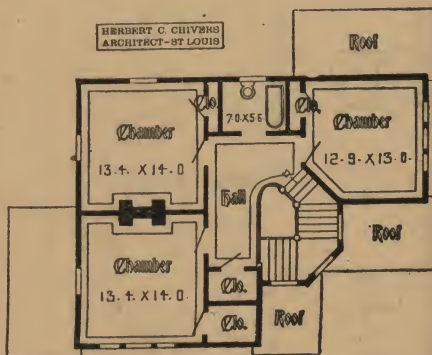 HERBERT C. CHIVERS
ARCHITECT-ST LOUIS
Roof
Chamber
13.4. X 14.0
Clo.
7.0 X 5 6
Clo.
Chamber
12.9. X 13.0.
Hall
Roof
Chamber
13.4. X 14.0.
Clo.
Clo.
Roof